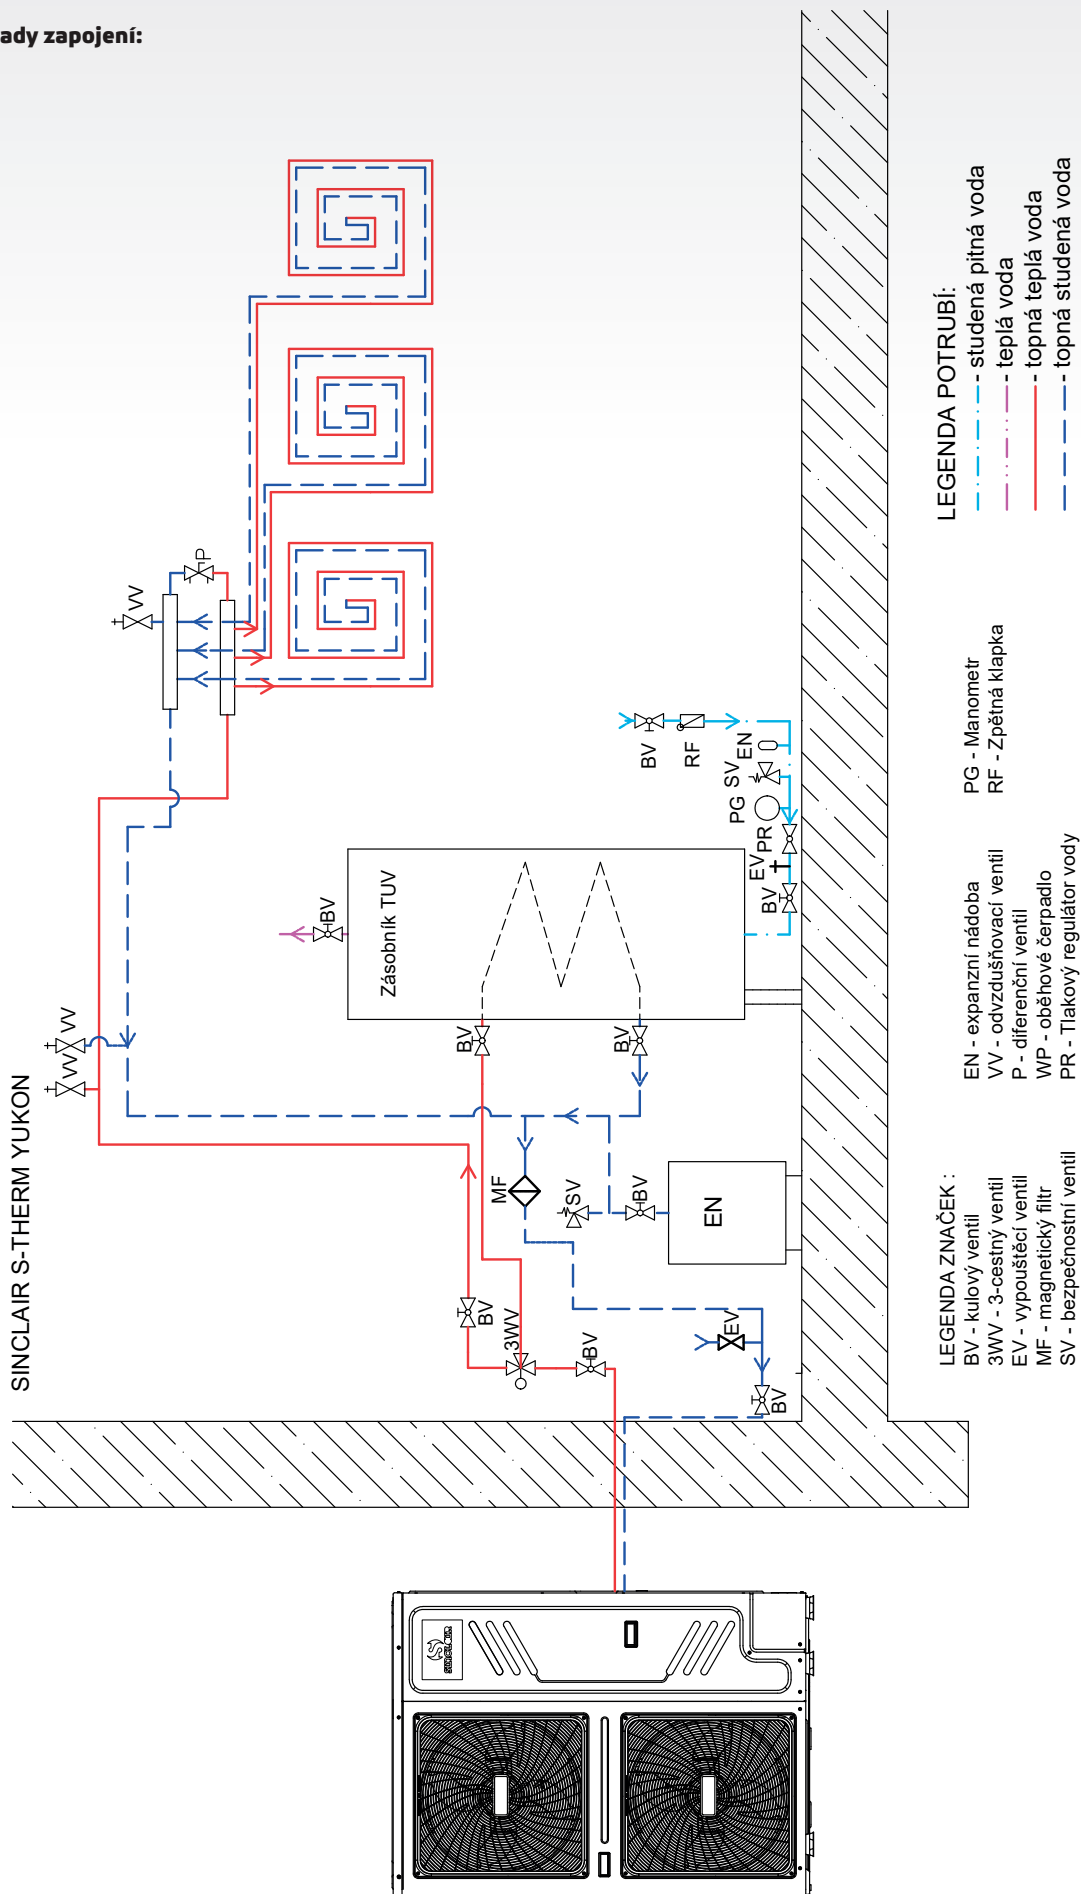 ady zapojení:
SINCLAIR S-THERM YUKON
VV
VV
VV
P
BV
Zásobník TUV
BV
BV
BV
RF
EN
SV
PG
PR
EV
BV
MF
SV
BV
EN
BV
3WV
BV
EV
BV
SINCLAIR
LEGENDA ZNAČEK :
BV - kulový ventil
3WV - 3-cestný ventil
EV - vypouštěcí ventil
MF - magnetický filtr
SV - bezpečnostní ventil
EN - expanzní nádoba
VV - odvzdušňovací ventil
P - diferenční ventil
WP - oběhové čerpadlo
PR - Tlakový regulátor vody
PG - Manometr
RF - Zpětná klapka
LEGENDA POTRUBÍ:
- studená pitná voda
- teplá voda
- topná teplá voda
- topná studená voda